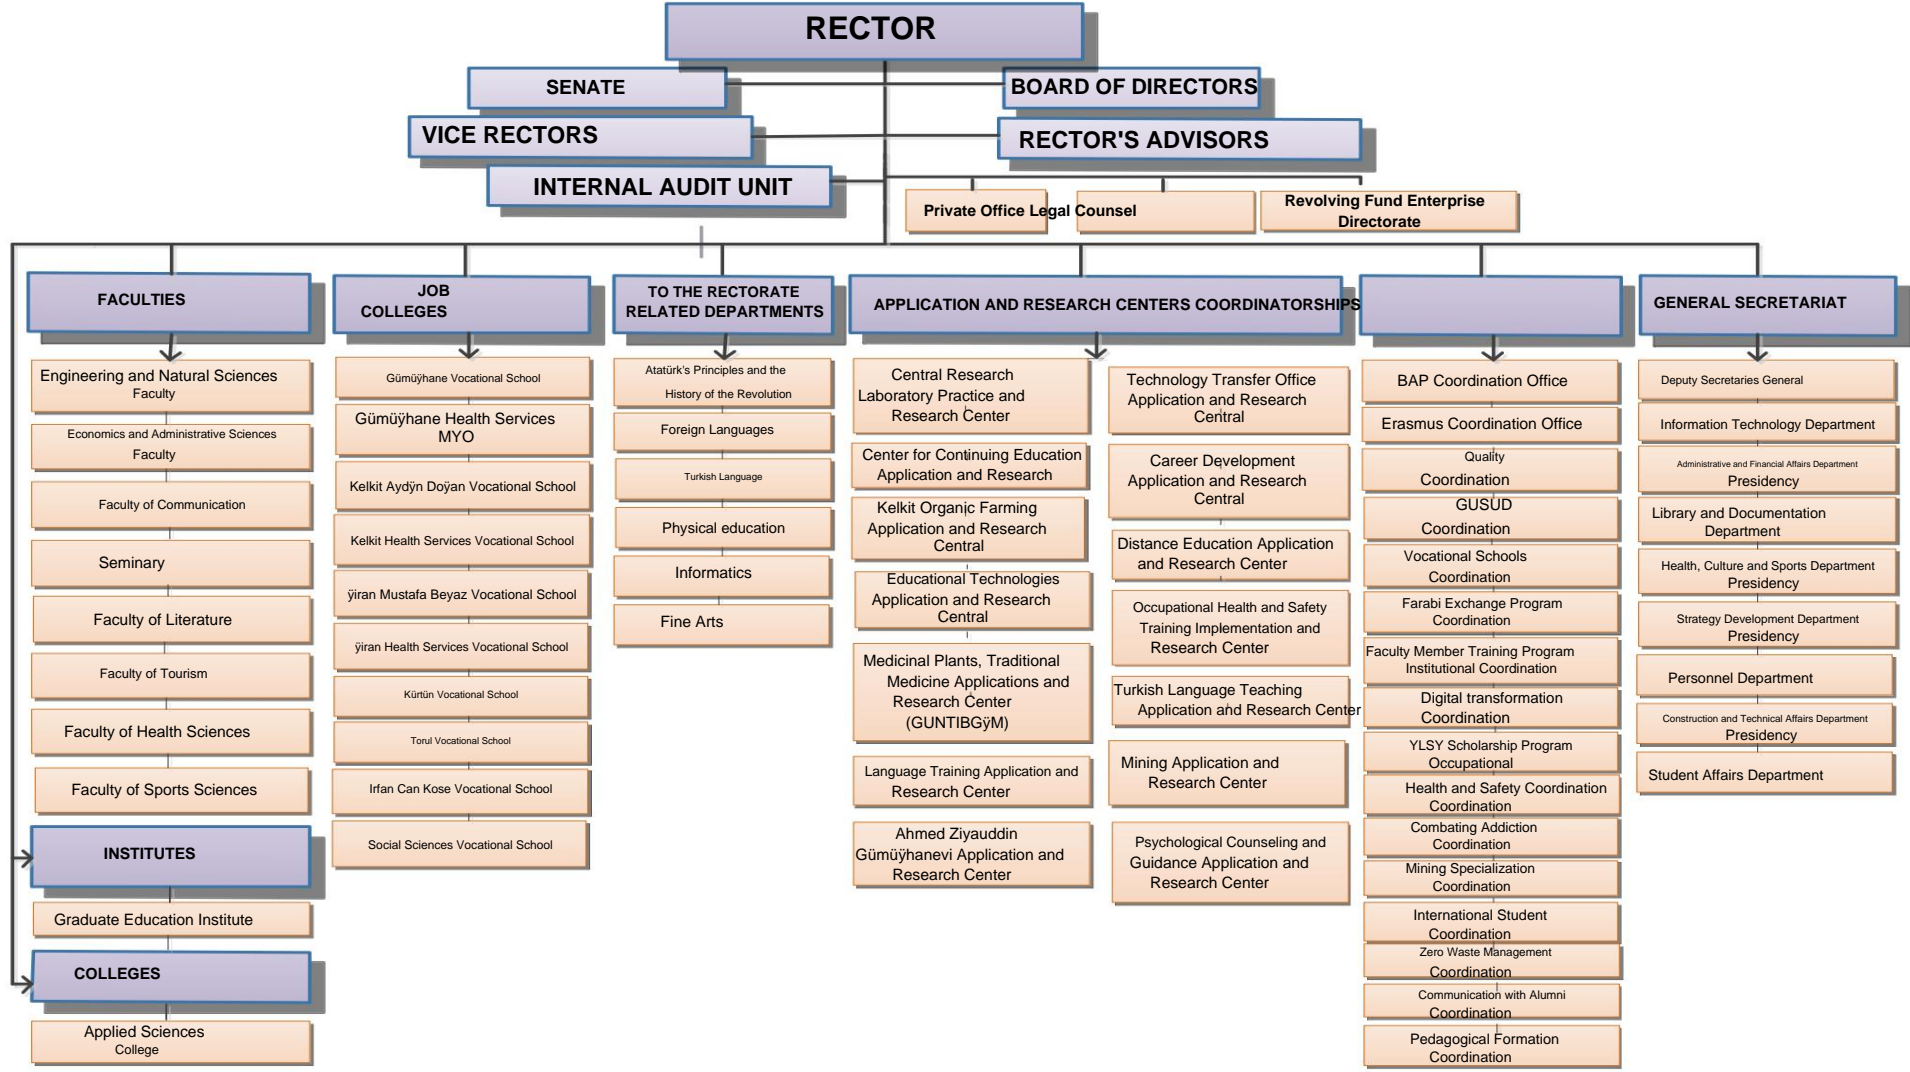 RECTOR
SENATE
BOARD OF DIRECTORS
VICE RECTORS
RECTOR'S ADVISORS
INTERNAL AUDIT UNIT
Private Office Legal Counsel
Revolving Fund Enterprise
Directorate
FACULTIES
Engineering and Natural Sciences
Faculty
Economics and Administrative Sciences
Faculty
Faculty of Communication
Seminary
Faculty of Literature
Faculty of Tourism
Faculty of Health Sciences
Faculty of Sports Sciences
INSTITUTES
Graduate Education Institute
COLLEGES
Applied Sciences
College
JOB
COLLEGES
Gümüÿhane Vocational School
Gümüÿhane Health Services
MYO
Kelkit Aydÿn Doÿan Vocational School
Kelkit Health Services Vocational School
ÿiran Mustafa Beyaz Vocational School
ÿiran Health Services Vocational School
Kürtün Vocational School
Torul Vocational School
Irfan Can Kose Vocational School
Social Sciences Vocational School
TO THE RECTORATE
RELATED DEPARTMENTS
Atatürk's Principles and the
History of the Revolution
Foreign Languages
Turkish Language
Physical education
Informatics
Fine Arts
APPLICATION AND RESEARCH CENTERS COORDINATORSHIPS
Central Research
Laboratory Practice and
Research Center
Center for Continuing Education
Application and Research
Kelkit Organic Farming
Application and Research
Central
Educational Technologies
Application and Research
Central
Medicinal Plants, Traditional
Medicine Applications and
Research Center
(GUNTIBGÿM)
Language Training Application and
Research Center
Ahmed Ziyauddin
Gümüÿhanevi Application and
Research Center
Technology Transfer Office
Application and Research
Central
Career Development
Application and Research
Central
Distance Education Application
and Research Center
Occupational Health and Safety
Training Implementation and
Research Center
Turkish Language Teaching
Application and Research Center
Mining Application and
Research Center
Psychological Counseling and
Guidance Application and
Research Center
BAP Coordination Office
Erasmus Coordination Office
Quality
Coordination
GUSUD
Coordination
Vocational Schools
Coordination
Farabi Exchange Program
Coordination
Faculty Member Training Program
Institutional Coordination
Digital transformation
Coordination
YLSY Scholarship Program
Occupational
Health and Safety Coordination
Coordination
Combating Addiction
Coordination
Mining Specialization
Coordination
International Student
Coordination
Zero Waste Management
Coordination
Communication with Alumni
Coordination
Pedagogical Formation
Coordination
GENERAL SECRETARIAT
Deputy Secretaries General
Information Technology Department
Administrative and Financial Affairs Department
Presidency
Library and Documentation
Department
Health, Culture and Sports Department
Presidency
Strategy Development Department
Presidency
Personnel Department
Construction and Technical Affairs Department
Presidency
Student Affairs Department